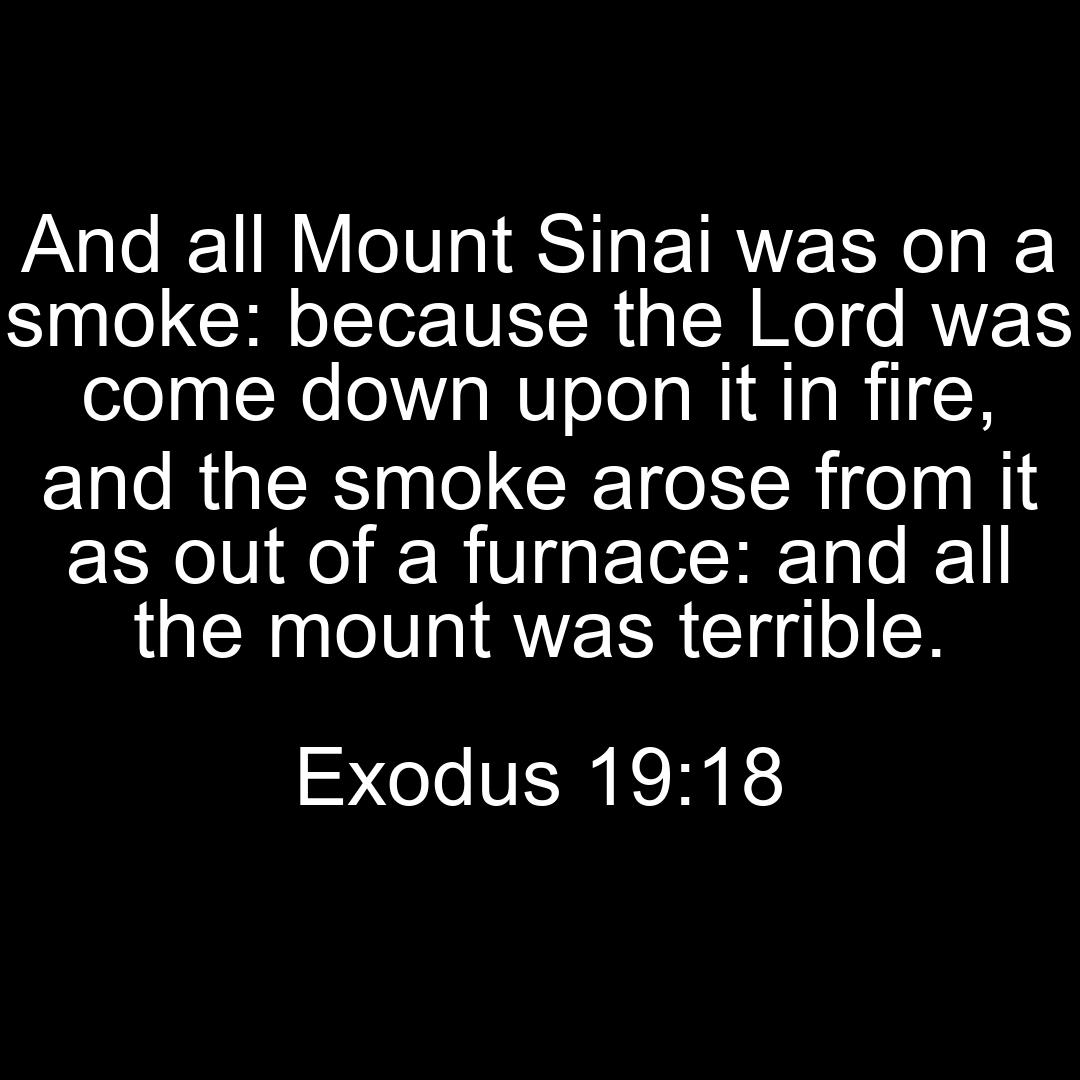 And all Mount Sinai was on a
smoke: because the Lord was
come down upon it in fire,
and the smoke arose from it
as out of a furnace: and all
the mount was terrible.
Exodus 19:18